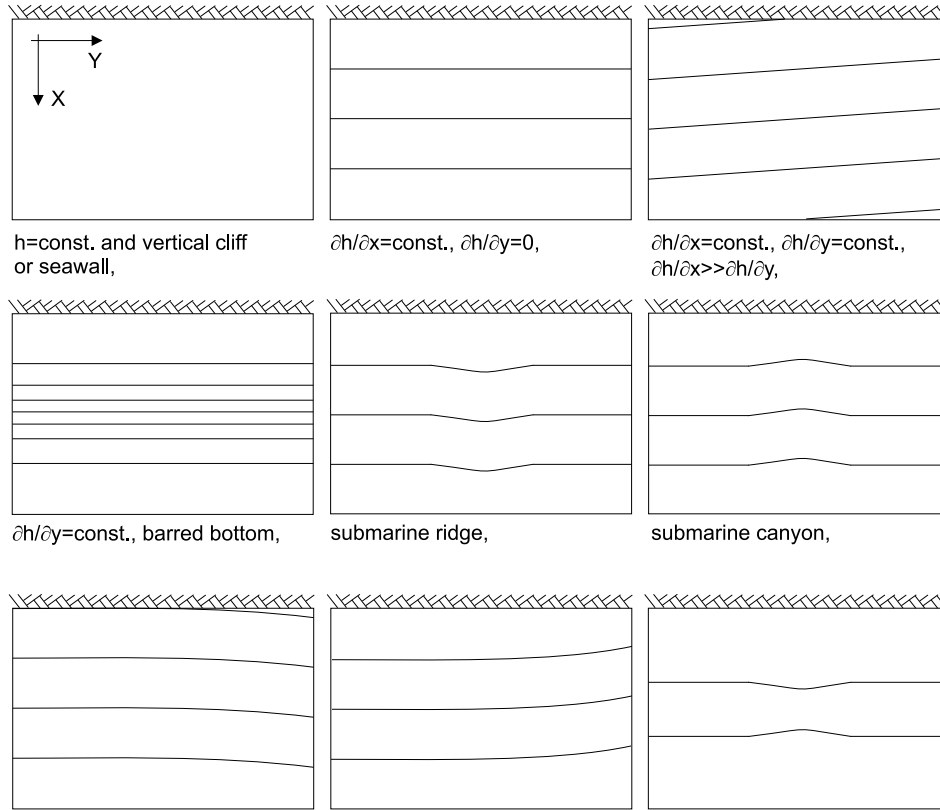 Y
X
h=const. and vertical cliff
or seawall,
∂h/∂x=const., ∂h/∂y=0,
∂h/∂x=const., ∂h/∂y=const.,
∂h/∂x>>∂h/∂y,
∂h/∂y=const., barred bottom,
submarine ridge,
submarine canyon,